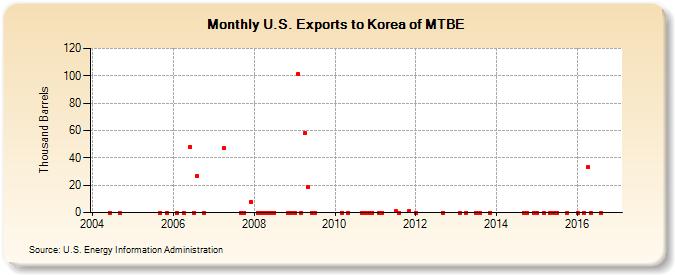 Monthly U.S. Exports to Korea of MTBE
Thousand Barrels
120
100
80
60
40
20
0
2004 2006 2008 2010 2012 2014 2016
Source: U.S. Energy Information Administration